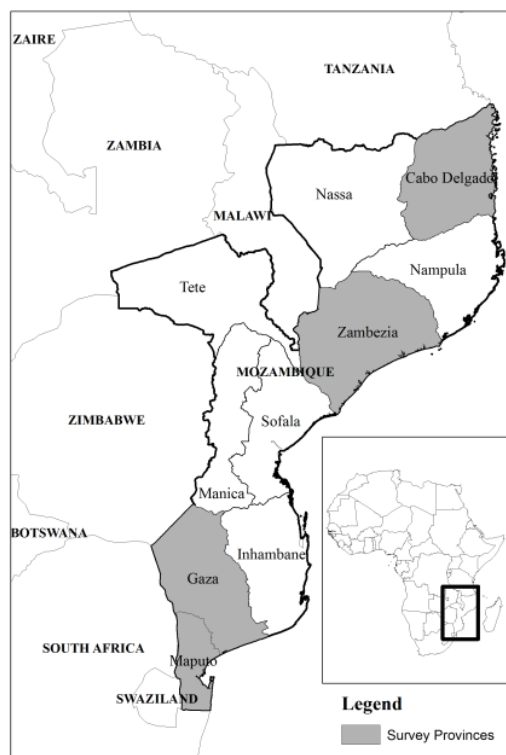 ZAIRE
TANZANIA
ZAMBIA
Cabo Delgado
Nassa
MALAWI
Nampula
Tete
Zambezia
MOZAMBIQUE
ZIMBABWE
Sofala
Manica
BOTSWANA
Inhambane
Gaza
SOUTH AFRICA
Maputo
SWAZILAND
Legend
Survey Provinces